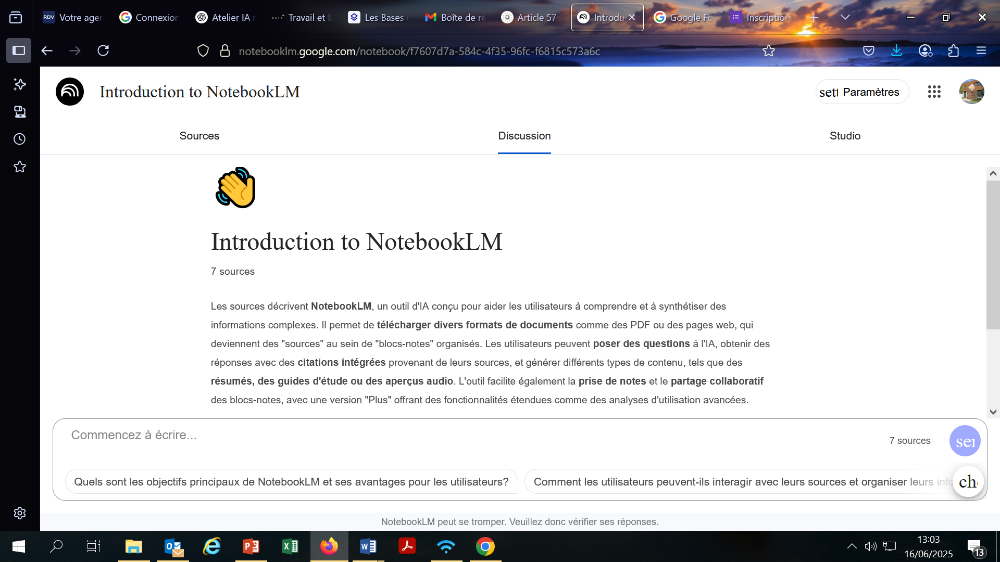 RDV Votre agen
Connexion
Atelier IA
Travail et I
Les Bases
Boîte de ré
Article 57 :
Introdu
Google Fo
Inscription
notebooklm.google.com/notebook/f7607d7a-584c-4f35-96fc-f6815c573a6c
Introduction to NotebookLM
sett Paramètres
Sources
Discussion
Studio
Introduction to NotebookLM
7 sources
Les sources décrivent NotebookLM, un outil d'IA conçu pour aider les utilisateurs à comprendre et à synthétiser des
informations complexes. Il permet de télécharger divers formats de documents comme des PDF ou des pages web, qui
deviennent des "sources" au sein de "blocs-notes" organisés. Les utilisateurs peuvent poser des questions à l'IA, obtenir des
réponses avec des citations intégrées provenant de leurs sources, et générer différents types de contenu, tels que des
résumés, des guides d'étude ou des aperçus audio. L'outil facilite également la prise de notes et le partage collaboratif
des blocs-notes, avec une version "Plus" offrant des fonctionnalités étendues comme des analyses d'utilisation avancées.
Commencez à écrire...
7 sources
sen
Quels sont les objectifs principaux de NotebookLM et ses avantages pour les utilisateurs?
Comment les utilisateurs peuvent-ils interagir avec leurs sources et organiser leurs info
ch
NotebookLM peut se tromper. Veuillez donc vérifier ses réponses.
13:03
16/06/2025
13